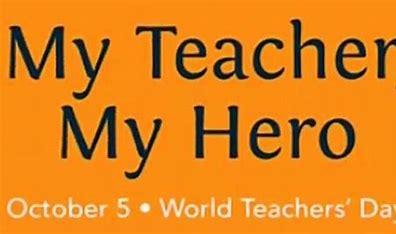 My Teacher,
My Hero
October 5 • World Teachers' Day